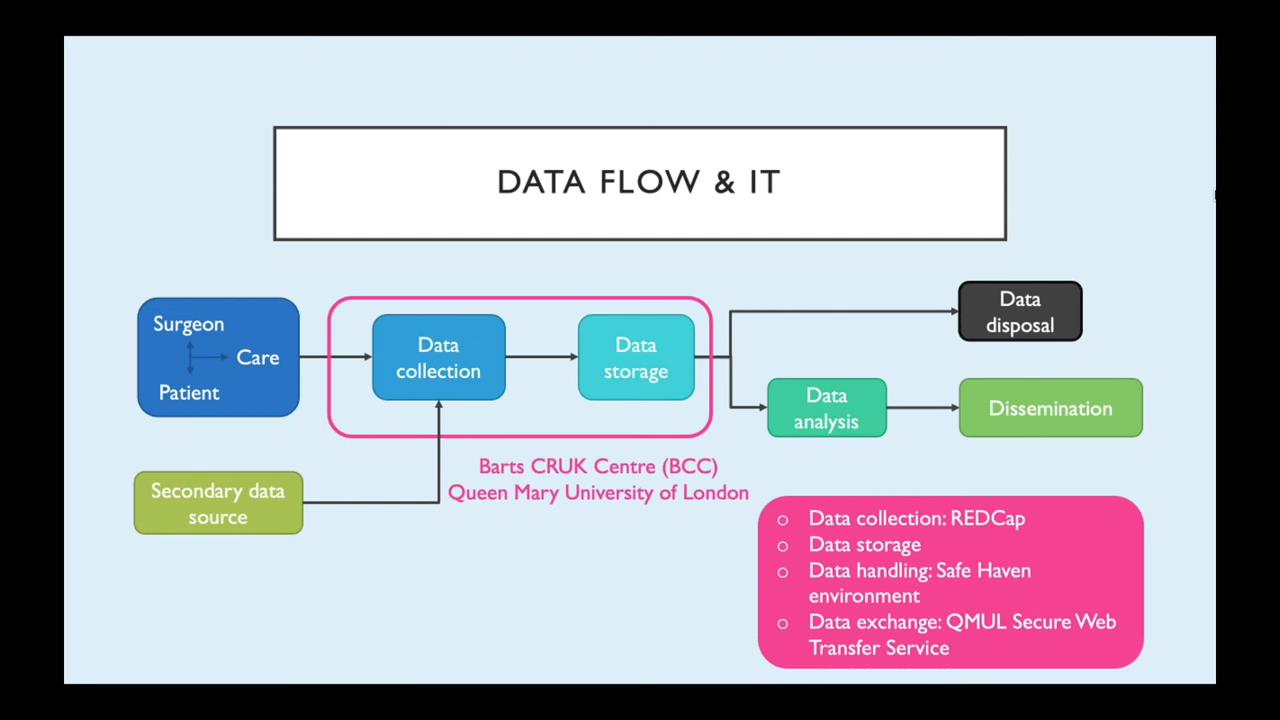 DATA FLOW & IT
Surgeon
Care
Patient
Data
collection
Data
storage
Data
disposal
Data
analysis
Dissemination
Secondary data
source
Barts CRUK Centre (BCC)
Queen Mary University of London
o Data collection: REDCap
o Data storage
o Data handling: Safe Haven
environment
o Data exchange: QMUL Secure Web
Transfer Service